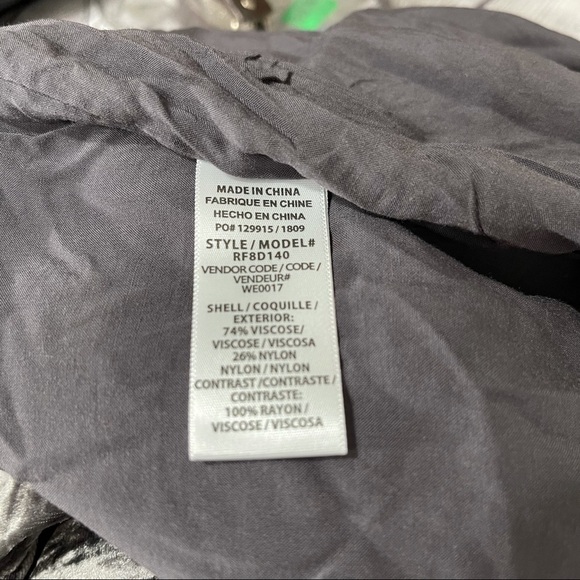 MADE IN CHINA
FABRIQUE EN CHINE
HECHO EN CHINA
PO# 129915 / 1809
STYLE / MODEL#
RF8D140
VENDOR CODE / CODE /
VENDEUR#
WE0017
SHELL / COQUILLE /
EXTERIOR:
74% VISCOSE/
VISCOSE / VISCOSA
26% NYLON
NYLON / NYLON
CONTRAST /CONTRASTE /
CONTRASTE:
100% RAYON /
VISCOSE / VISCOSA